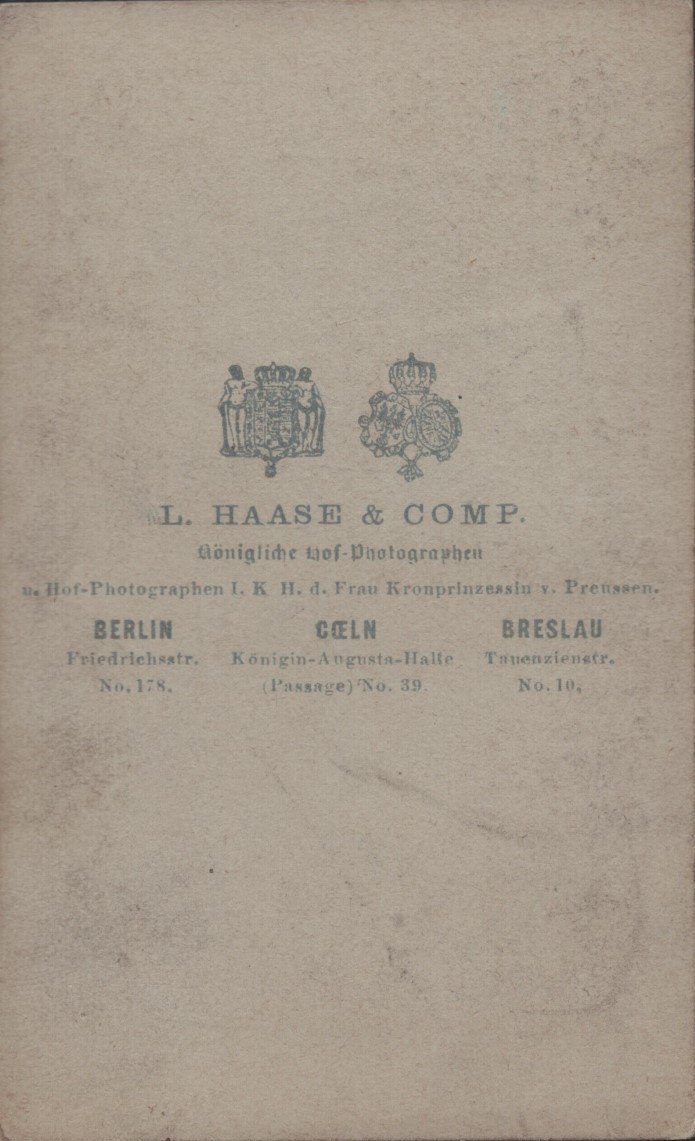 L. HAASE & COMP.
Königliche Hof-Photographen
u. Hof-Photographen I. K H. d. Frau Kronprinzessin v. Preussen.
BERLIN CŒLN BRESLAU
Friedrichsstr. Königin-Augusta-Halle Tauenzienstr.
No. 178. (Passage) No. 39. No. 10.